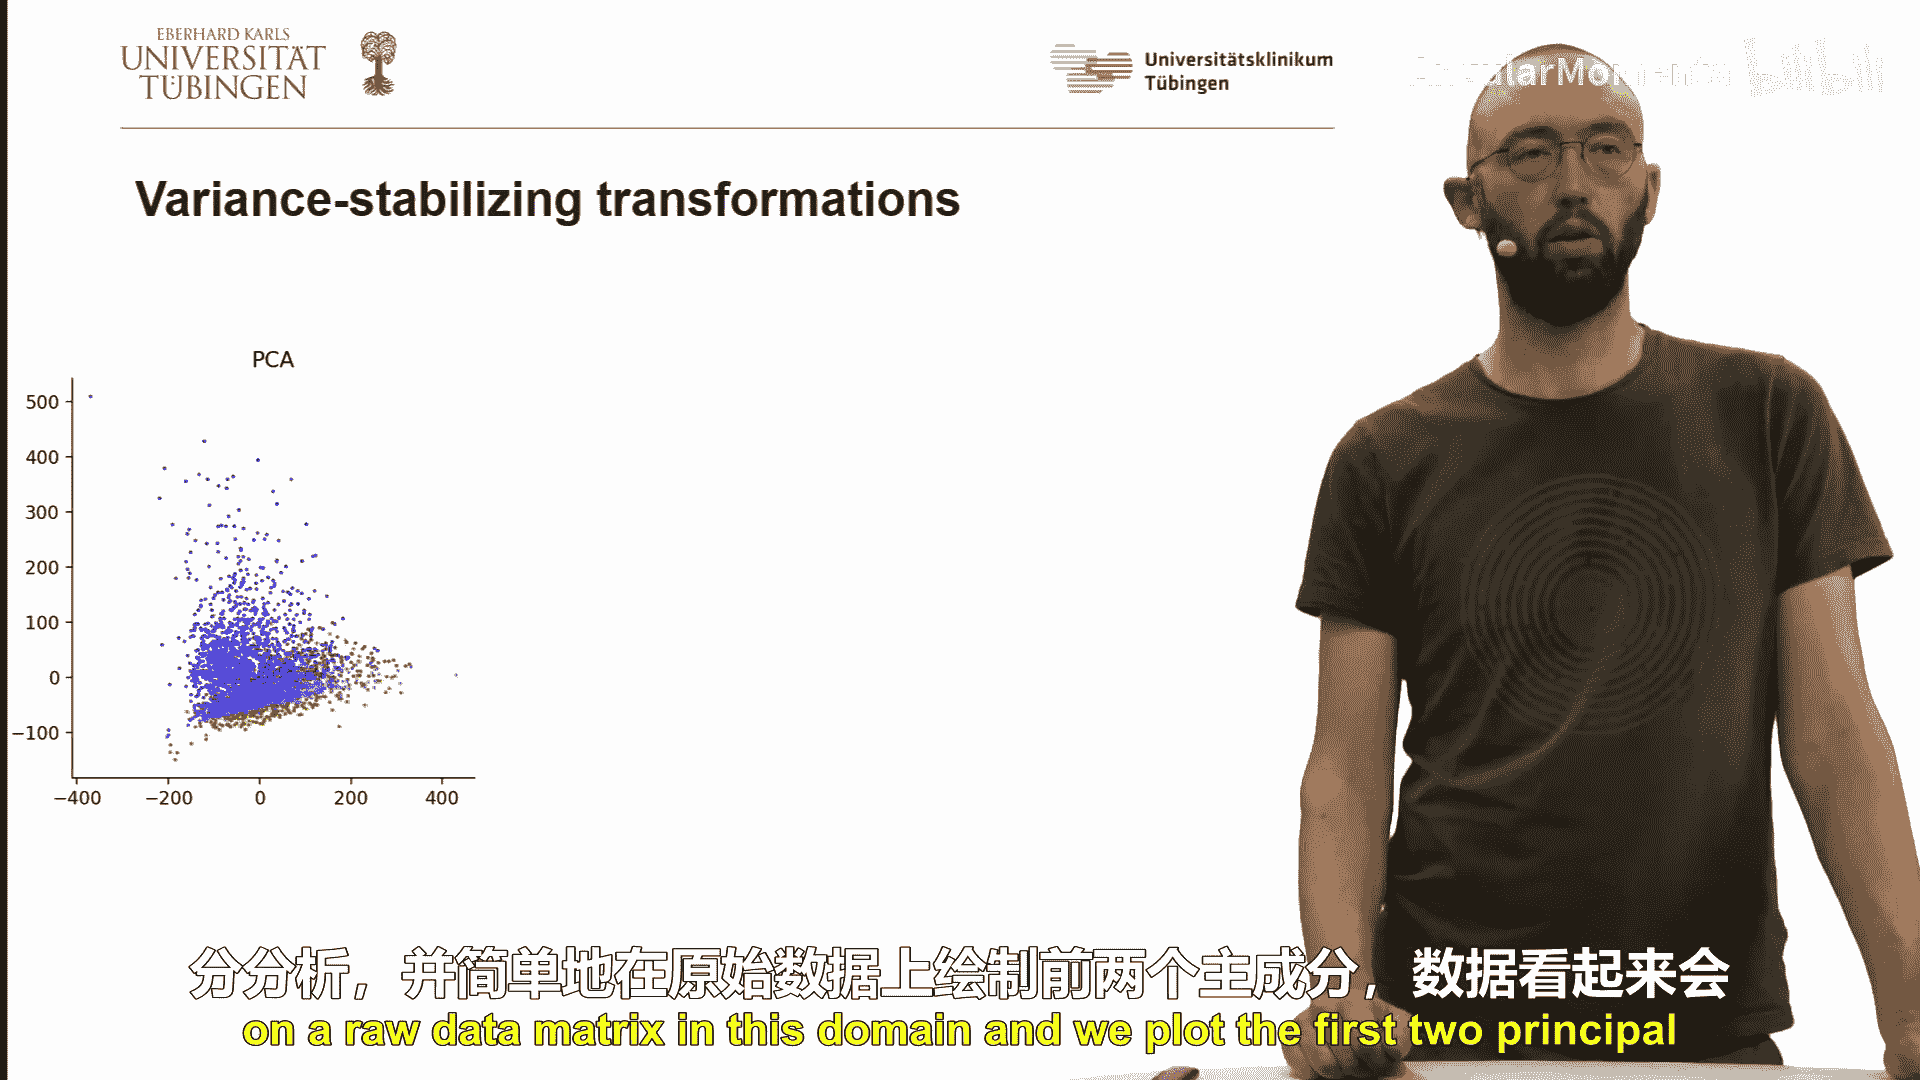 EBERHARD KARLS
UNIVERSITÄT
TÜBINGEN
Universitätsklinikum
Tübingen
Variance-stabilizing transformations
PCA
500
400
300
200
100
0
−100
−400 −200 0 200 400
分分析，并简单地在原始数据上绘制前两个主成分，数据看起来会
on a raw data matrix in this domain and we plot the first two principal